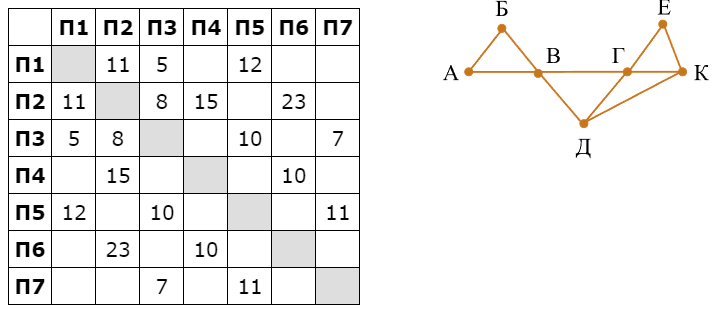 П1 П2 П3 П4 П5 П6 П7
П1 11 5 12
П2 11 8 15 23
П3 5 8 10 7
П4 15 10
П5 12 10 11
П6 23 10
П7 7 11
Б Е
А В Г К
Д